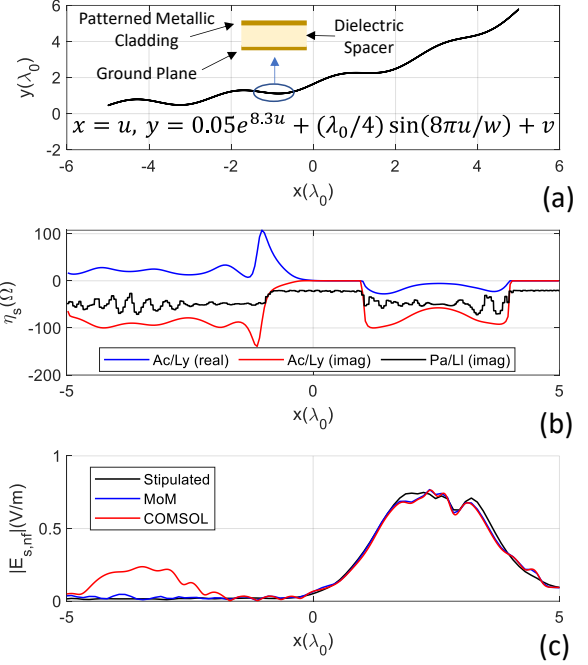 Patterned Metallic
Cladding
Dielectric
Spacer
Ground Plane
6
4
2
0
-2
y(λ₀)
x = u, y = 0.05e^{8.3u} + (λ₀/4) sin(8πu/w) + v
-6 -4 -2 0 2 4 6
x(λ₀)
(a)
100
0
-100
-200
η_s(Ω)
Ac/Ly (real) Ac/Ly (imag) Pa/Ll (imag)
-5 0 5
x(λ₀)
(b)
1
0.5
0
|E_{s,nf}|(V/m)
Stipulated
MoM
COMSOL
-5 0 5
x(λ₀)
(c)